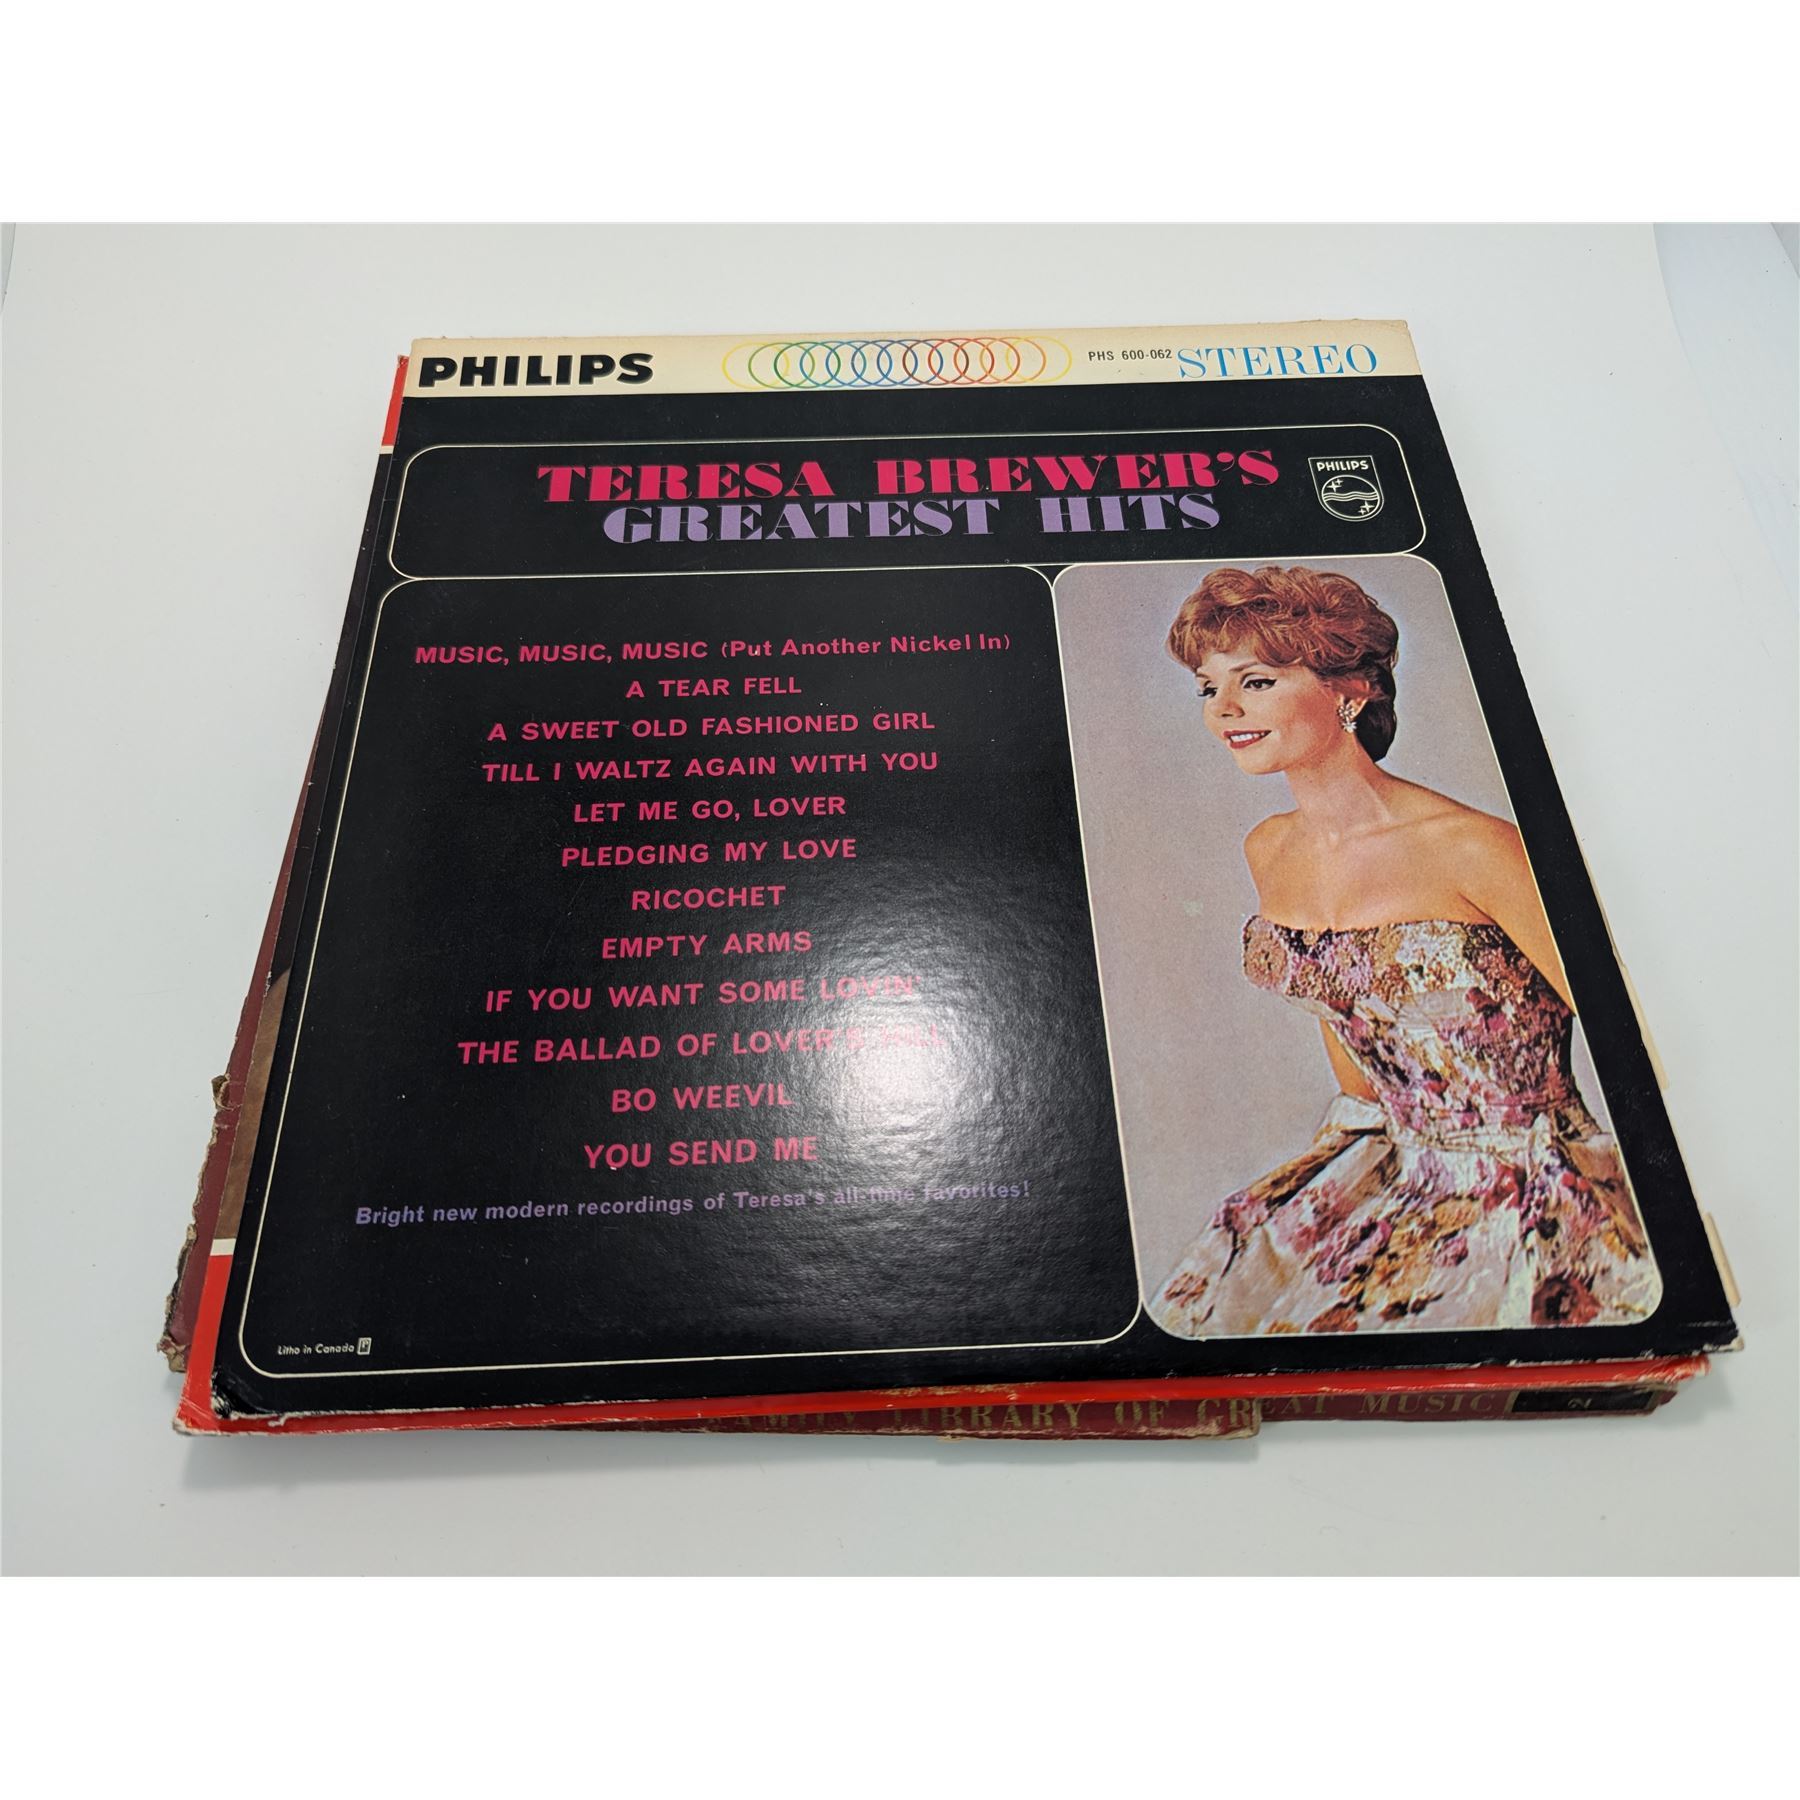 PHILIPS PHS 600-062 STEREO
TERESA BREWER'S
GREATEST HITS
PHILIPS
MUSIC, MUSIC, MUSIC (Put Another Nickel In)
A TEAR FELL
A SWEET OLD FASHIONED GIRL
TILL I WALTZ AGAIN WITH YOU
LET ME GO, LOVER
PLEDGING MY LOVE
RICOCHET
EMPTY ARMS
IF YOU WANT SOME LOVIN'
THE BALLAD OF LOVER'S HILL
BO WEEVIL
YOU SEND ME
Bright new modern recordings of Teresa's all-time favorites!
Litho in Canada
FAMILY LIBRARY OF GREAT MUSIC 2